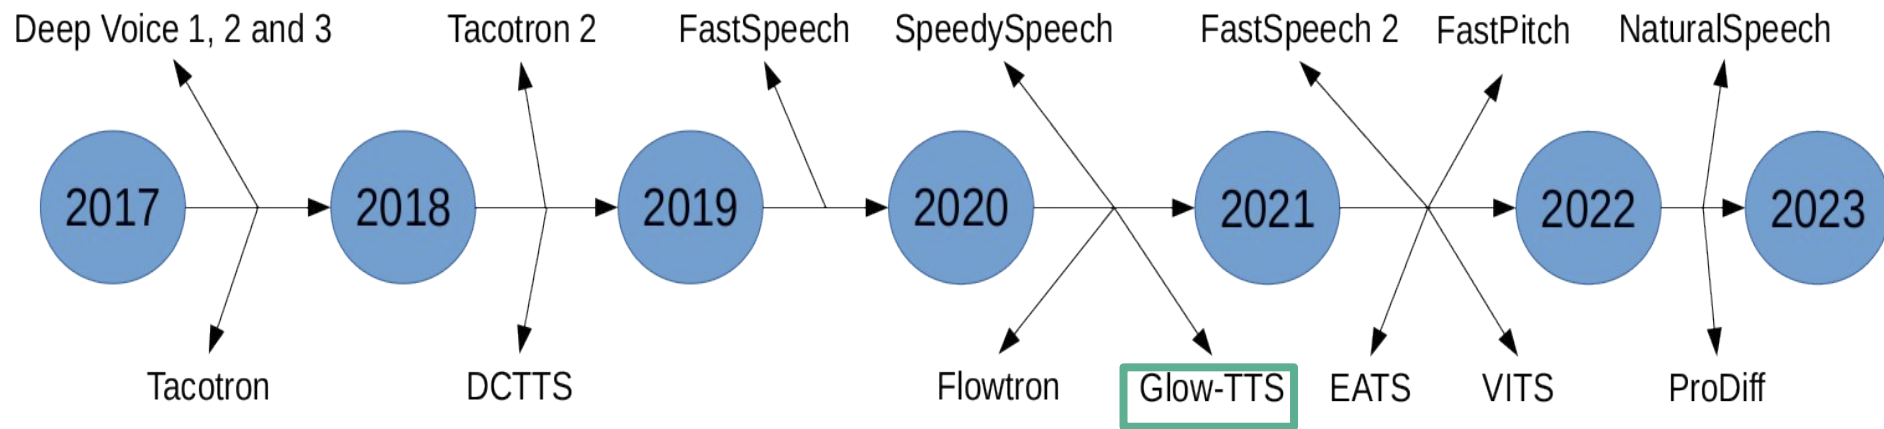 Deep Voice 1, 2 and 3 Tacotron 2 FastSpeech SpeedySpeech FastSpeech 2 FastPitch NaturalSpeech
2017 2018 2019 2020 2021 2022 2023
Tacotron DCTTS Flowtron Glow-TTS EATS VITS ProDiff